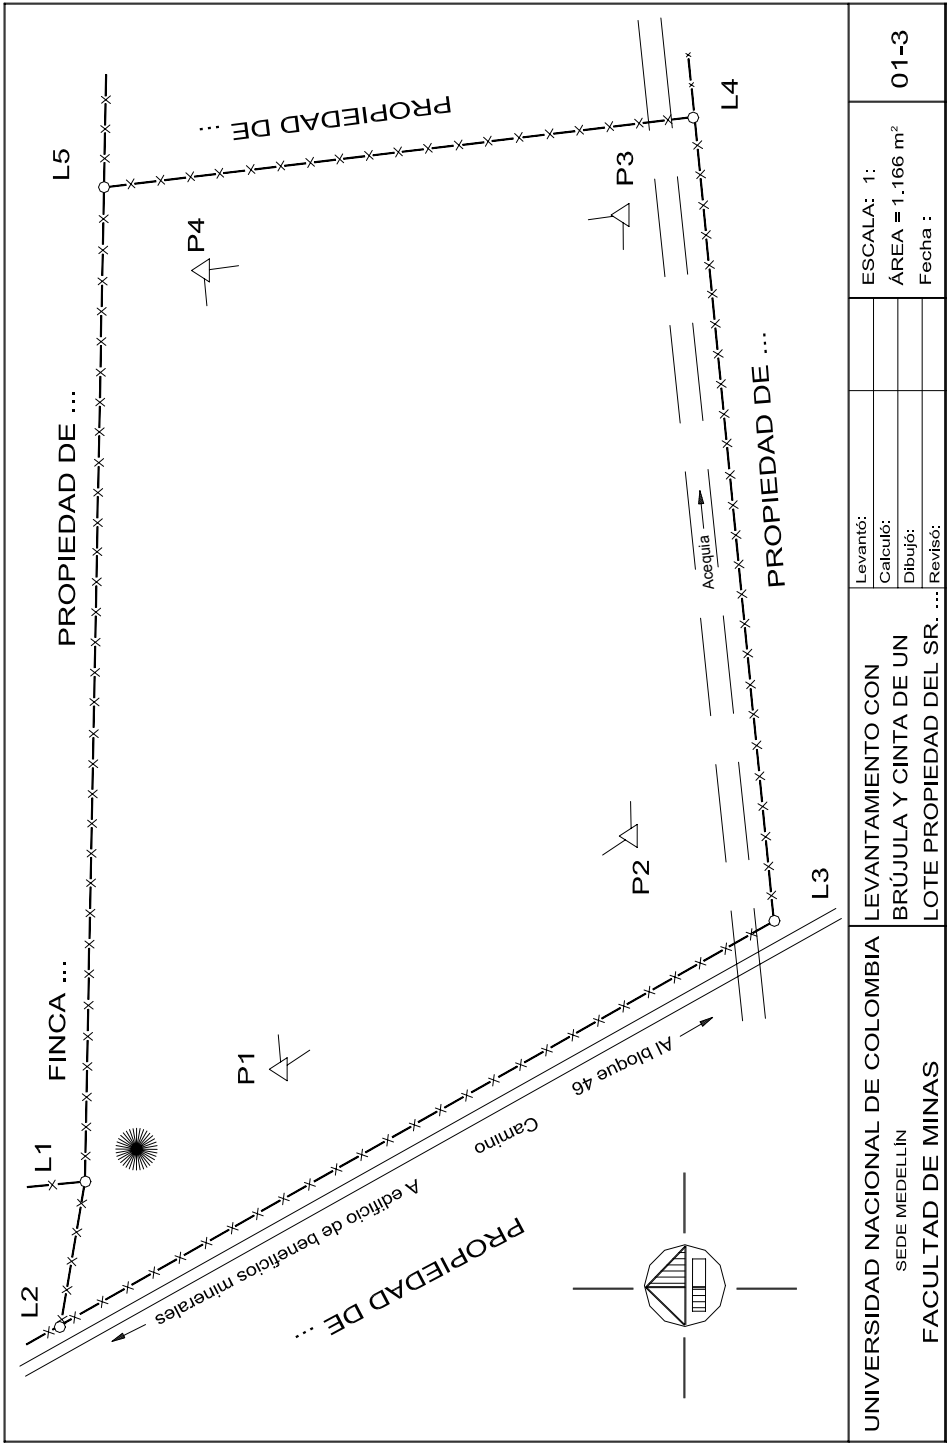 L2
L1
FINCA ...
PROPIEDAD DE ...
L5
P1
P4
PROPIEDAD DE ...
P2
P3
L3
L4
Acequia
PROPIEDAD DE ...
A edificio de beneficios minerales
Camino
Al bloque 46
PROPIEDAD DE ...
UNIVERSIDAD NACIONAL DE COLOMBIA
SEDE MEDELLÍN
FACULTAD DE MINAS
LEVANTAMIENTO CON
BRÚJULA Y CINTA DE UN
LOTE PROPIEDAD DEL SR. ...
Levantó:
Calculó:
Dibujó:
Revisó:
ESCALA: 1:
ÁREA = 1.166 m²
Fecha :
01-3